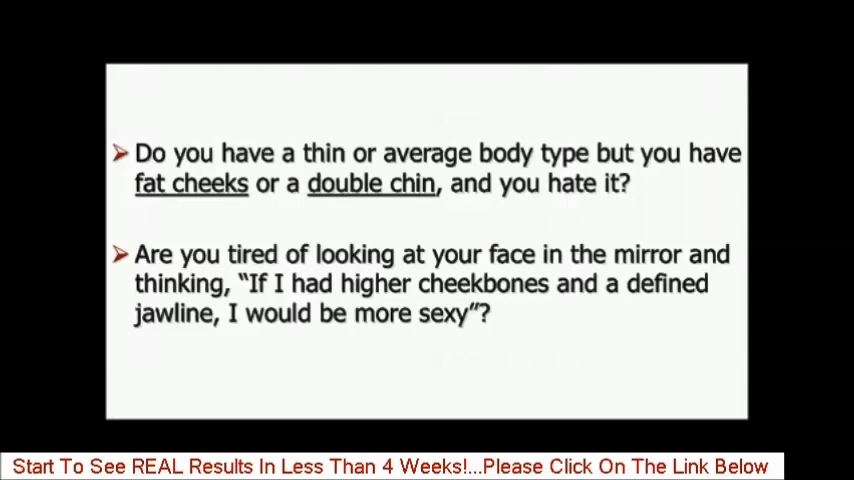 Do you have a thin or average body type but you have
fat cheeks or a double chin, and you hate it?
Are you tired of looking at your face in the mirror and
thinking, “If I had higher cheekbones and a defined
jawline, I would be more sexy”?
Start To See REAL Results In Less Than 4 Weeks!...Please Click On The Link Below